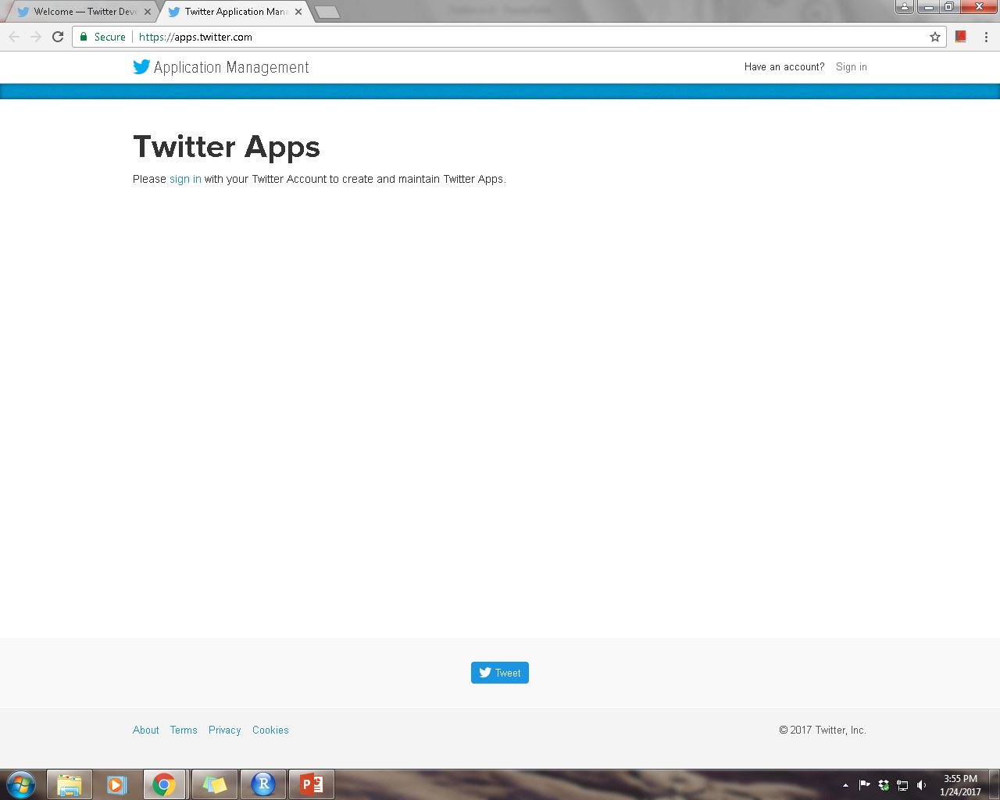 Welcome — Twitter Deve
Twitter Application Mana
Secure
https://apps.twitter.com
Application Management
Have an account? Sign in
Twitter Apps
Please sign in with your Twitter Account to create and maintain Twitter Apps.
Tweet
About Terms Privacy Cookies
© 2017 Twitter, Inc.
3:55 PM
1/24/2017